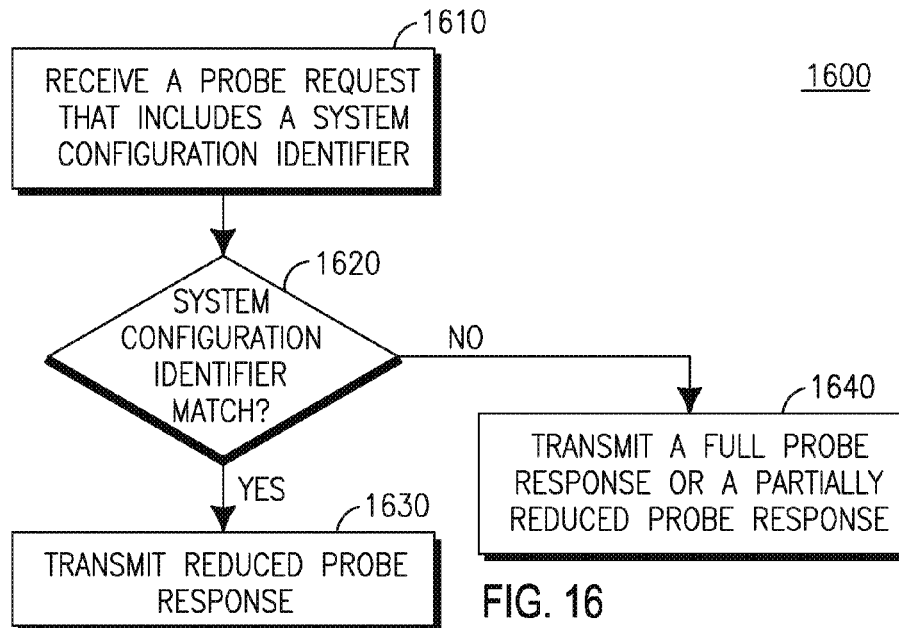 1610
RECEIVE A PROBE REQUEST
THAT INCLUDES A SYSTEM
CONFIGURATION IDENTIFIER
1600
1620
SYSTEM
CONFIGURATION
IDENTIFIER
MATCH?
NO
YES
1640
TRANSMIT A FULL PROBE
RESPONSE OR A PARTIALLY
REDUCED PROBE RESPONSE
1630
TRANSMIT REDUCED PROBE
RESPONSE
FIG. 16